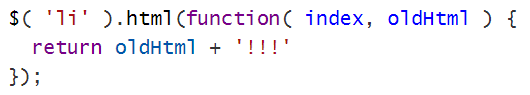 $( 'li' ).html(function( index, oldHtml ) {
  return oldHtml + '!!!'
});